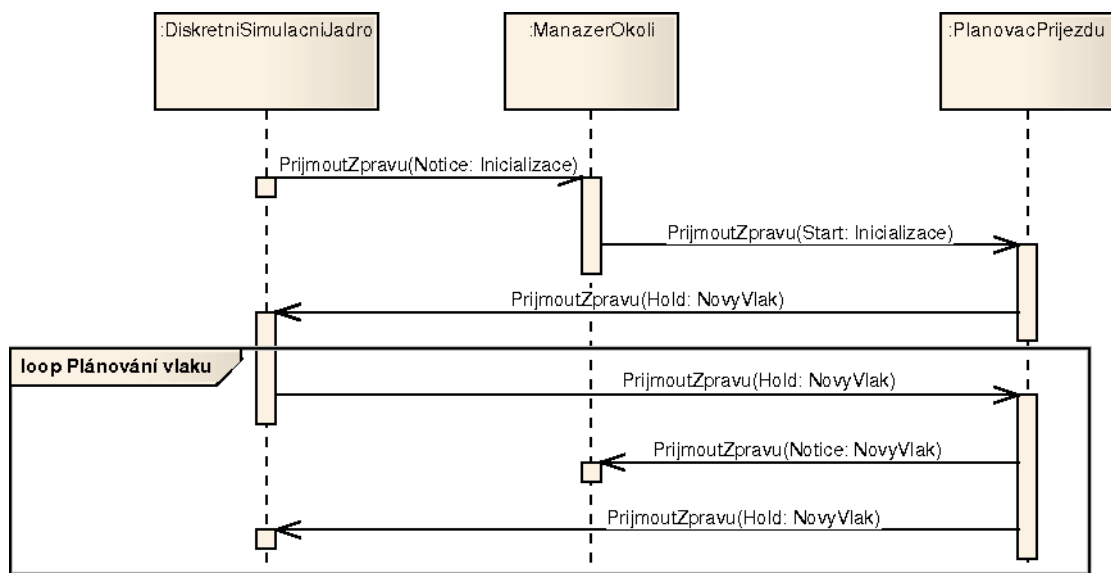 :DiskretniSimulacniJadro
:ManazerOkoli
:PlanovacPrijezdu
PrijmoutZpravu(Notice: Inicializace)
PrijmoutZpravu(Start: Inicializace)
PrijmoutZpravu(Hold: NovyVlak)
loop Plánování vlaku
PrijmoutZpravu(Hold: NovyVlak)
PrijmoutZpravu(Notice: NovyVlak)
PrijmoutZpravu(Hold: NovyVlak)